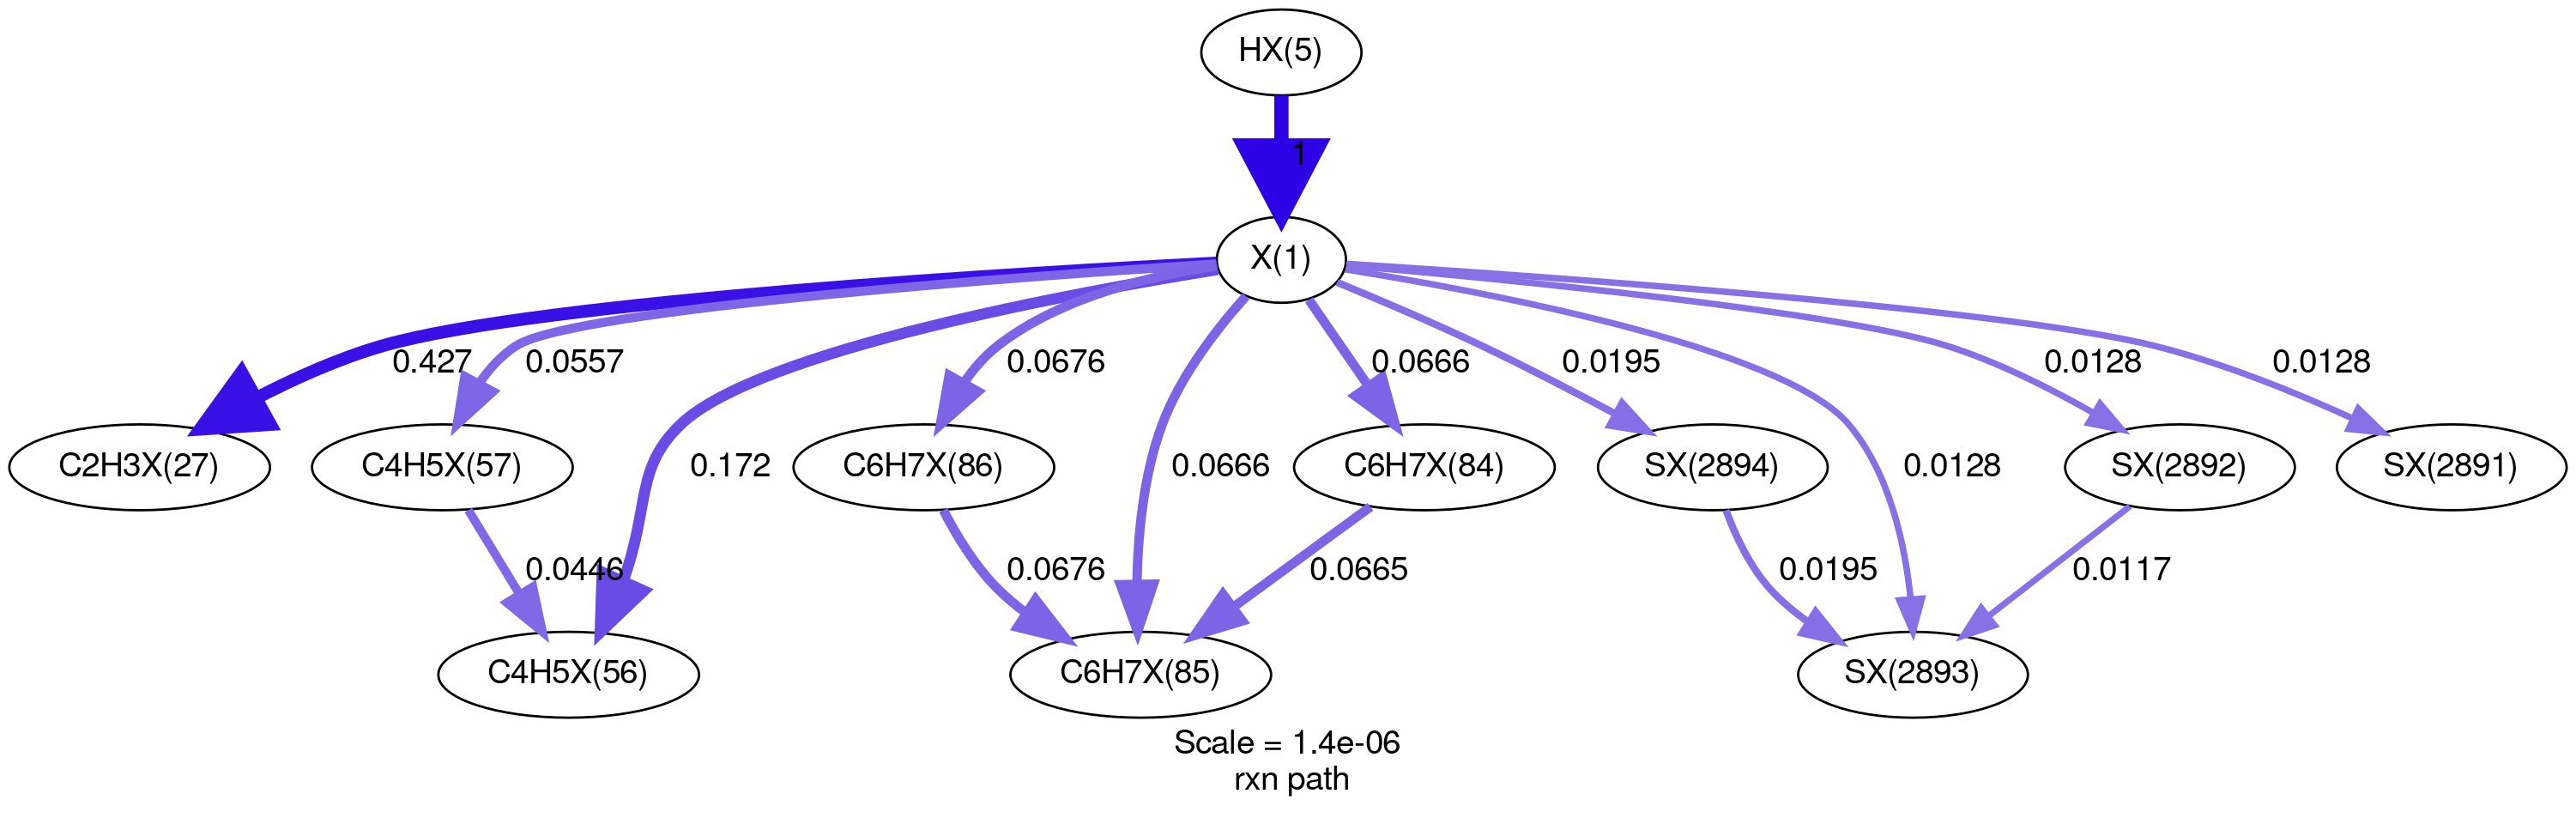 HX(5)
1
X(1)
0.427
0.0557
0.0676
0.0666
0.0195
0.0128
0.0128
C2H3X(27)
C4H5X(57)
0.172
C6H7X(86)
0.0666
C6H7X(84)
SX(2894)
0.0128
SX(2892)
SX(2891)
0.0446
0.0676
0.0665
0.0195
0.0117
C4H5X(56)
C6H7X(85)
SX(2893)
Scale = 1.4e-06
rxn path